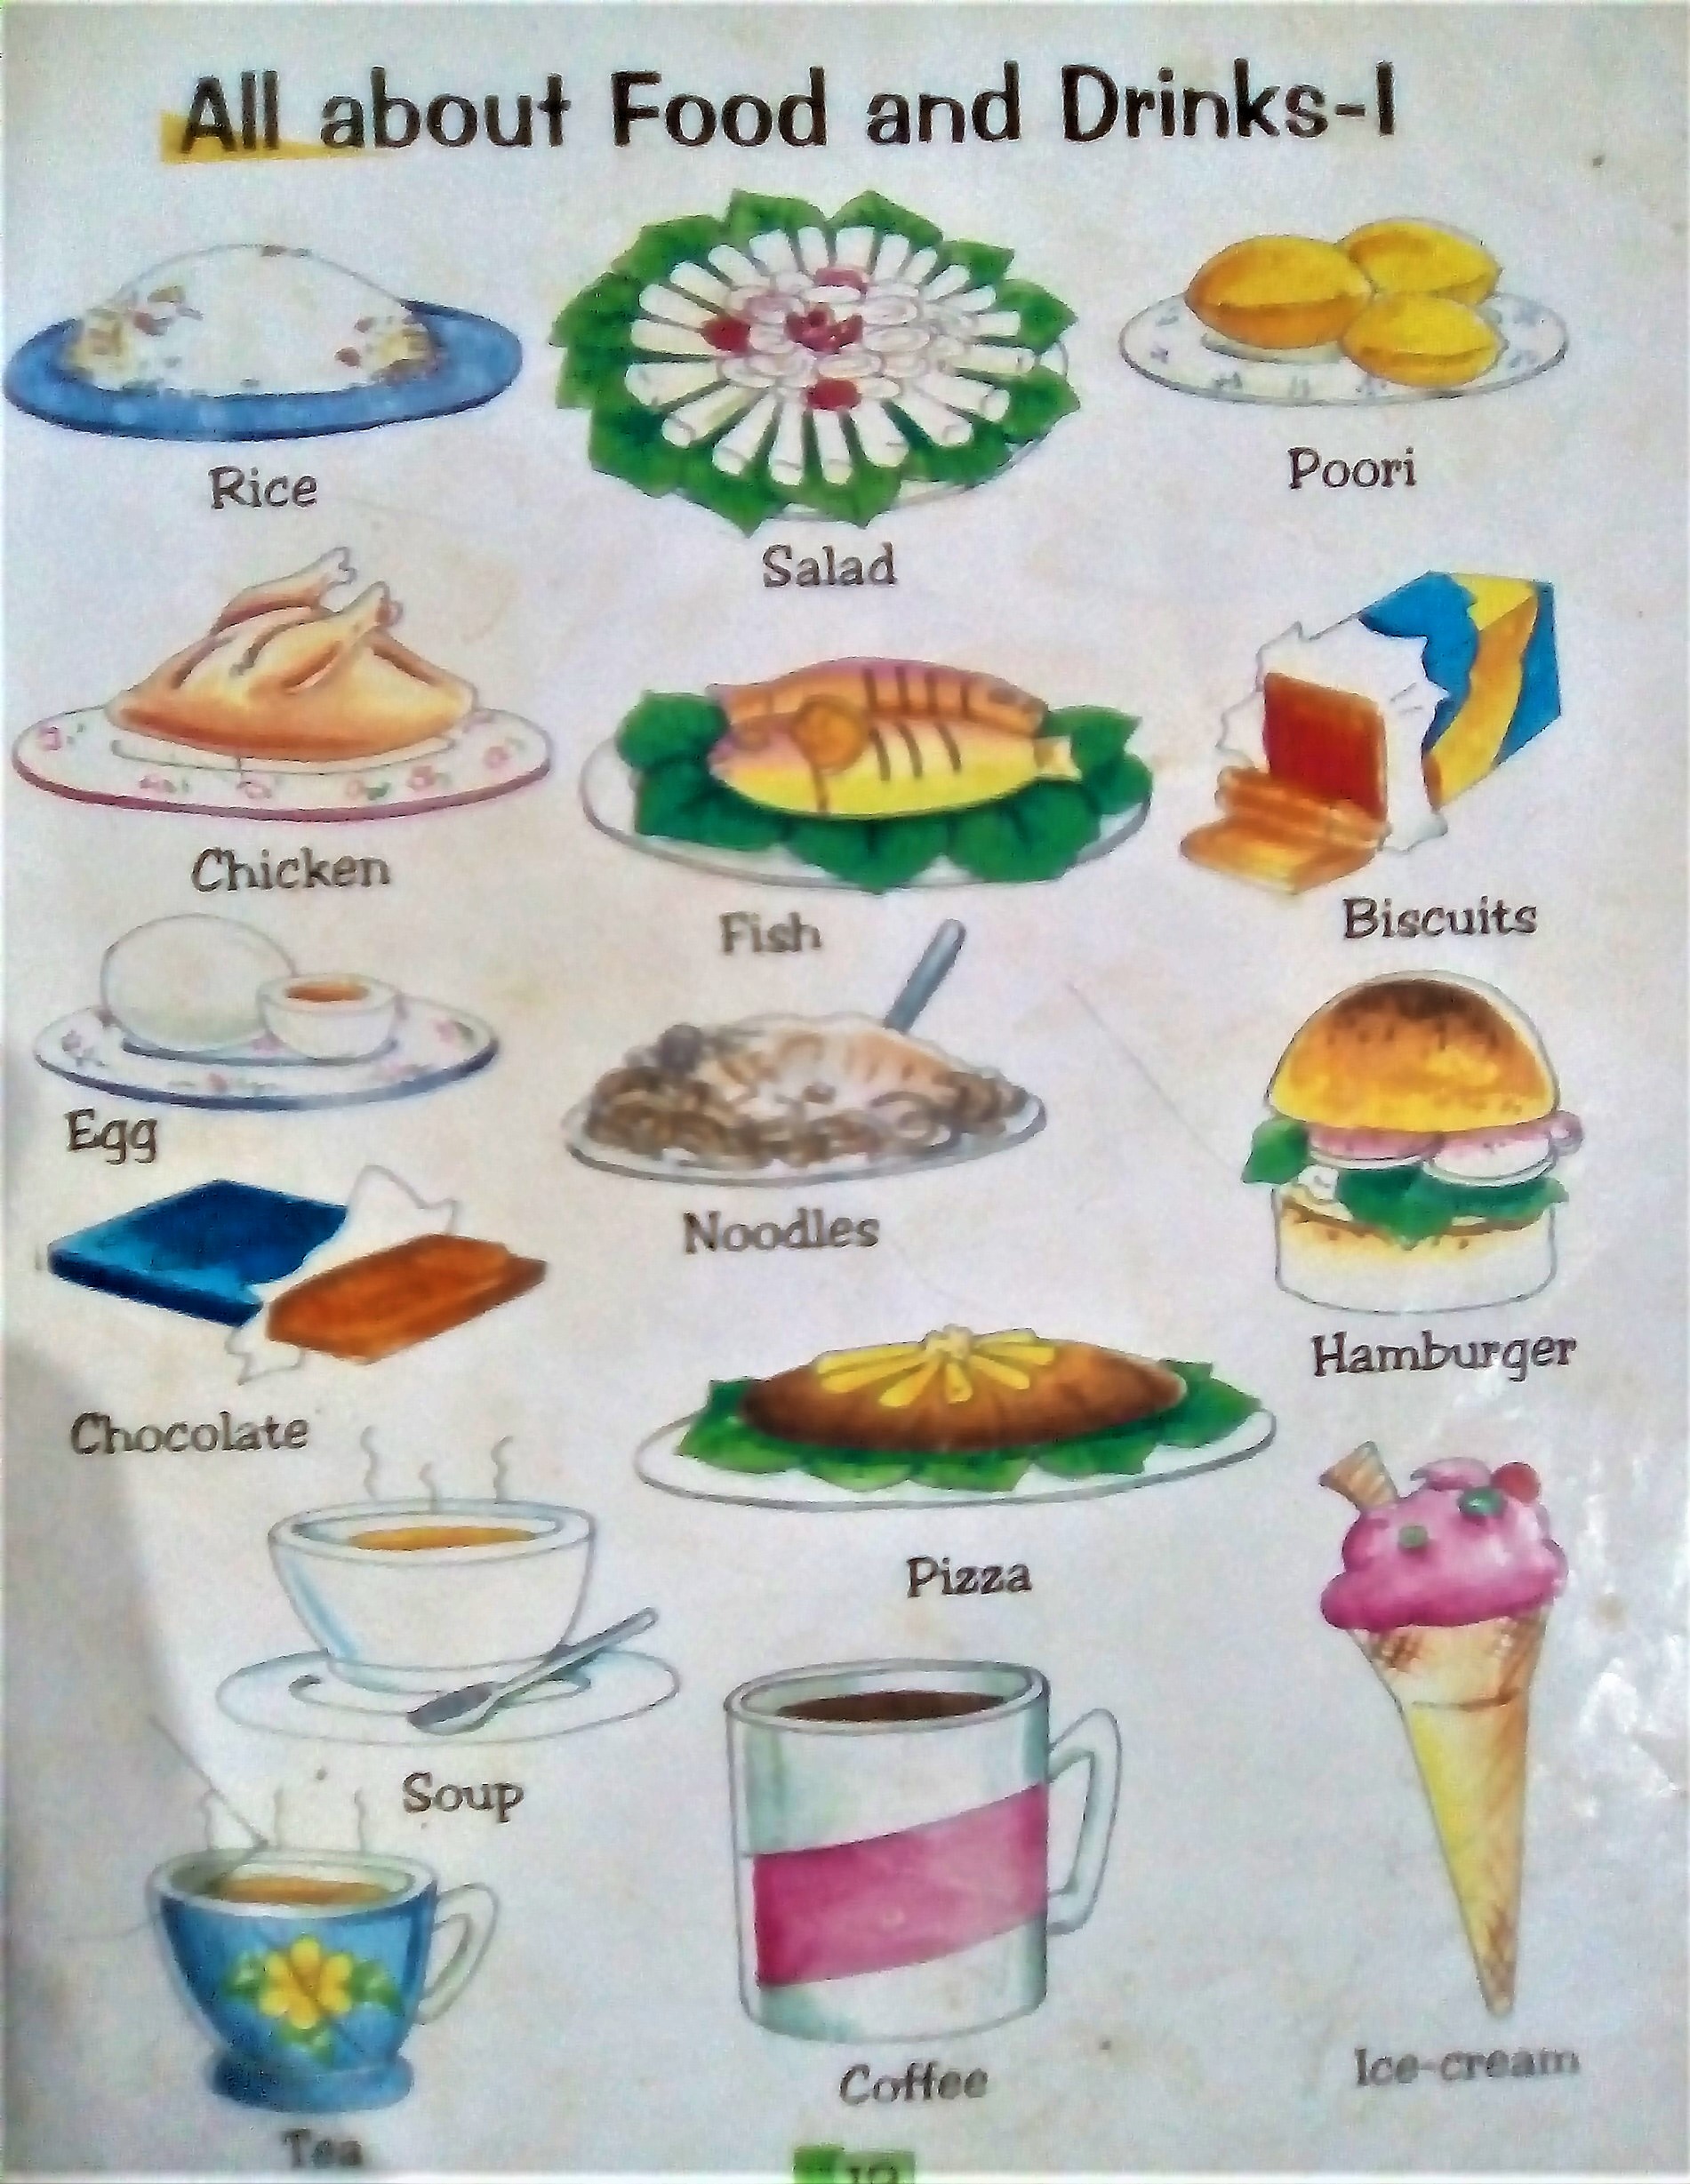 All about Food and Drinks-I
Rice
Salad
Poori
Chicken
Fish
Biscuits
Egg
Noodles
Hamburger
Chocolate
Pizza
Soup
Coffee
Ice-cream
Tea